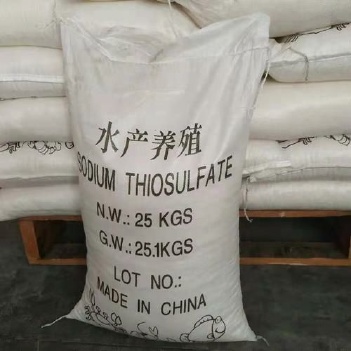 水产养殖
SODIUM THIOSULFATE
N.W.: 25 KGS
G.W.: 25.1KGS
LOT NO.:
MADE IN CHINA